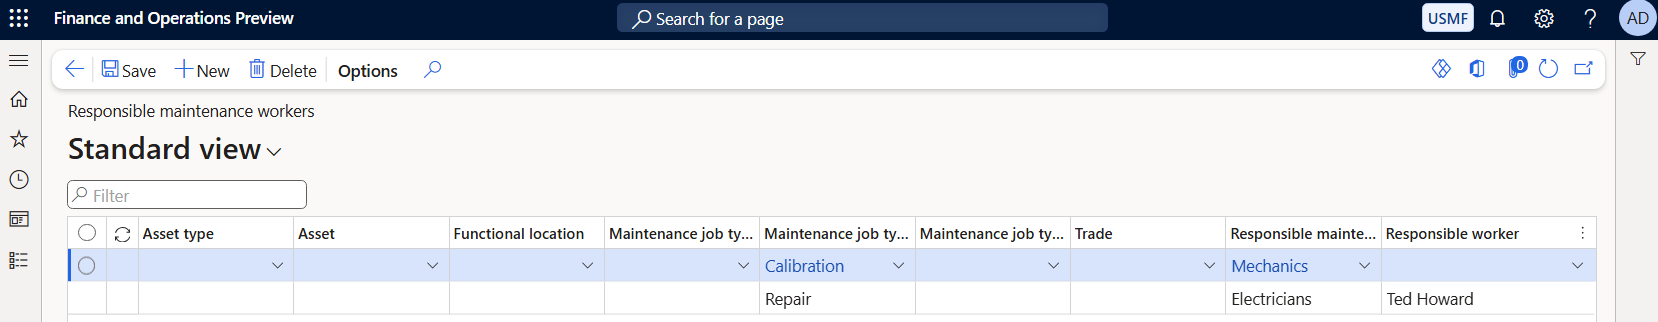 Finance and Operations Preview
Search for a page
USMF
?
AD
Save
New
Delete
Options
0
Responsible maintenance workers
Standard view
Filter
Asset type Asset Functional location Maintenance job ty... Maintenance job ty... Maintenance job ty... Trade Responsible mainte... Responsible worker
Calibration Mechanics
Repair Electricians Ted Howard